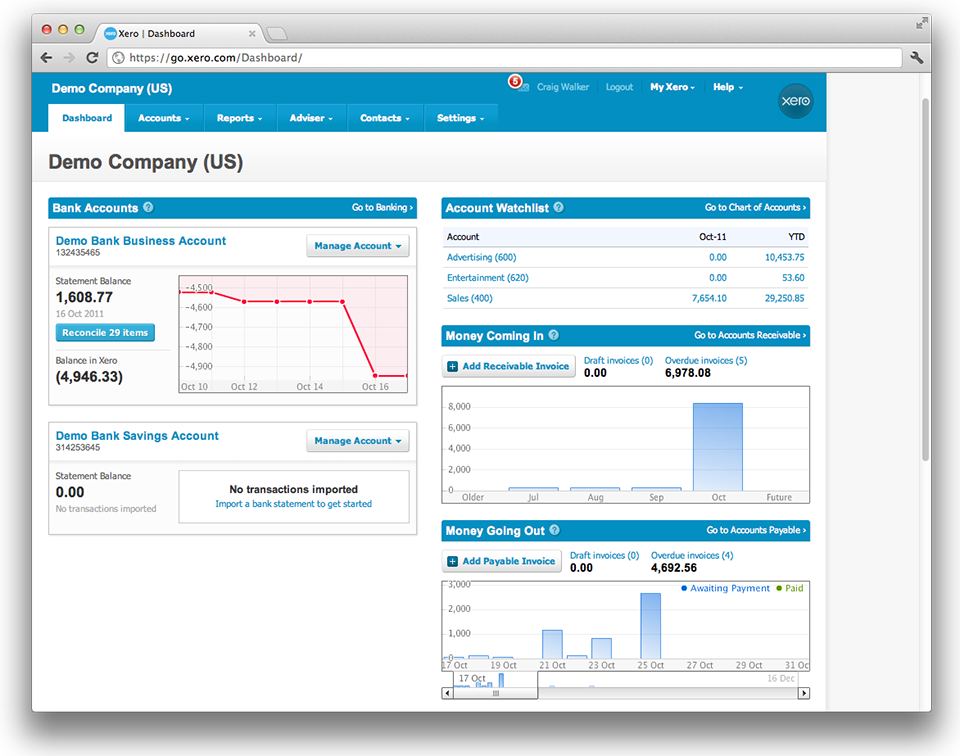 Xero | Dashboard
https://go.xero.com/Dashboard/
Demo Company (US)
5 Craig Walker Logout My Xero Help
xero
Dashboard Accounts Reports Adviser Contacts Settings
Demo Company (US)
Bank Accounts ? Go to Banking ›
Demo Bank Business Account
132435465
Manage Account
Statement Balance
1,608.77
16 Oct 2011
Reconcile 29 items
Balance in Xero
(4,946.33)
-4,500
-4,600
-4,700
-4,800
-4,900
Oct 10 Oct 12 Oct 14 Oct 16
Demo Bank Savings Account
314253645
Manage Account
Statement Balance
0.00
No transactions imported
No transactions imported
Import a bank statement to get started
Account Watchlist ? Go to Chart of Accounts ›
Account Oct-11 YTD
Advertising (600) 0.00 10,453.75
Entertainment (620) 0.00 53.60
Sales (400) 7,654.10 29,250.85
Money Coming In ? Go to Accounts Receivable ›
Add Receivable Invoice
Draft invoices (0) Overdue invoices (5)
0.00 6,978.08
8,000
6,000
4,000
2,000
0
Older Jul Aug Sep Oct Future
Money Going Out ? Go to Accounts Payable ›
Add Payable Invoice
Draft invoices (0) Overdue invoices (4)
0.00 4,692.56
Awaiting Payment Paid
3,000
2,000
1,000
0
17 Oct 19 Oct 21 Oct 23 Oct 25 Oct 27 Oct 29 Oct 31 Oc
17 Oct 16 Dec